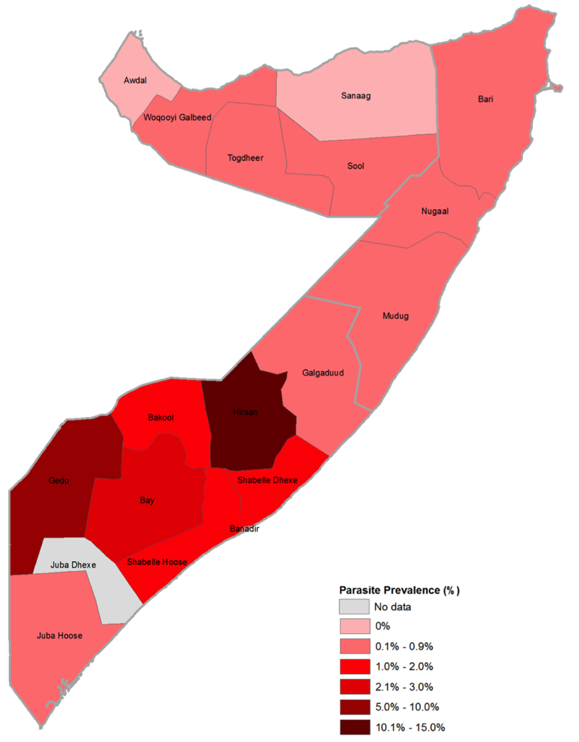 Awdal
Sanaag
Bari
Woqooyi Galbeed
Togdheer
Sool
Nugaal
Mudug
Galgaduud
Bakool
Hiraan
Gedo
Shabelle Dhexe
Bay
Banadir
Shabelle Hoose
Juba Dhexe
Juba Hoose
Parasite Prevalence (%)
No data
0%
0.1% - 0.9%
1.0% - 2.0%
2.1% - 3.0%
5.0% - 10.0%
10.1% - 15.0%